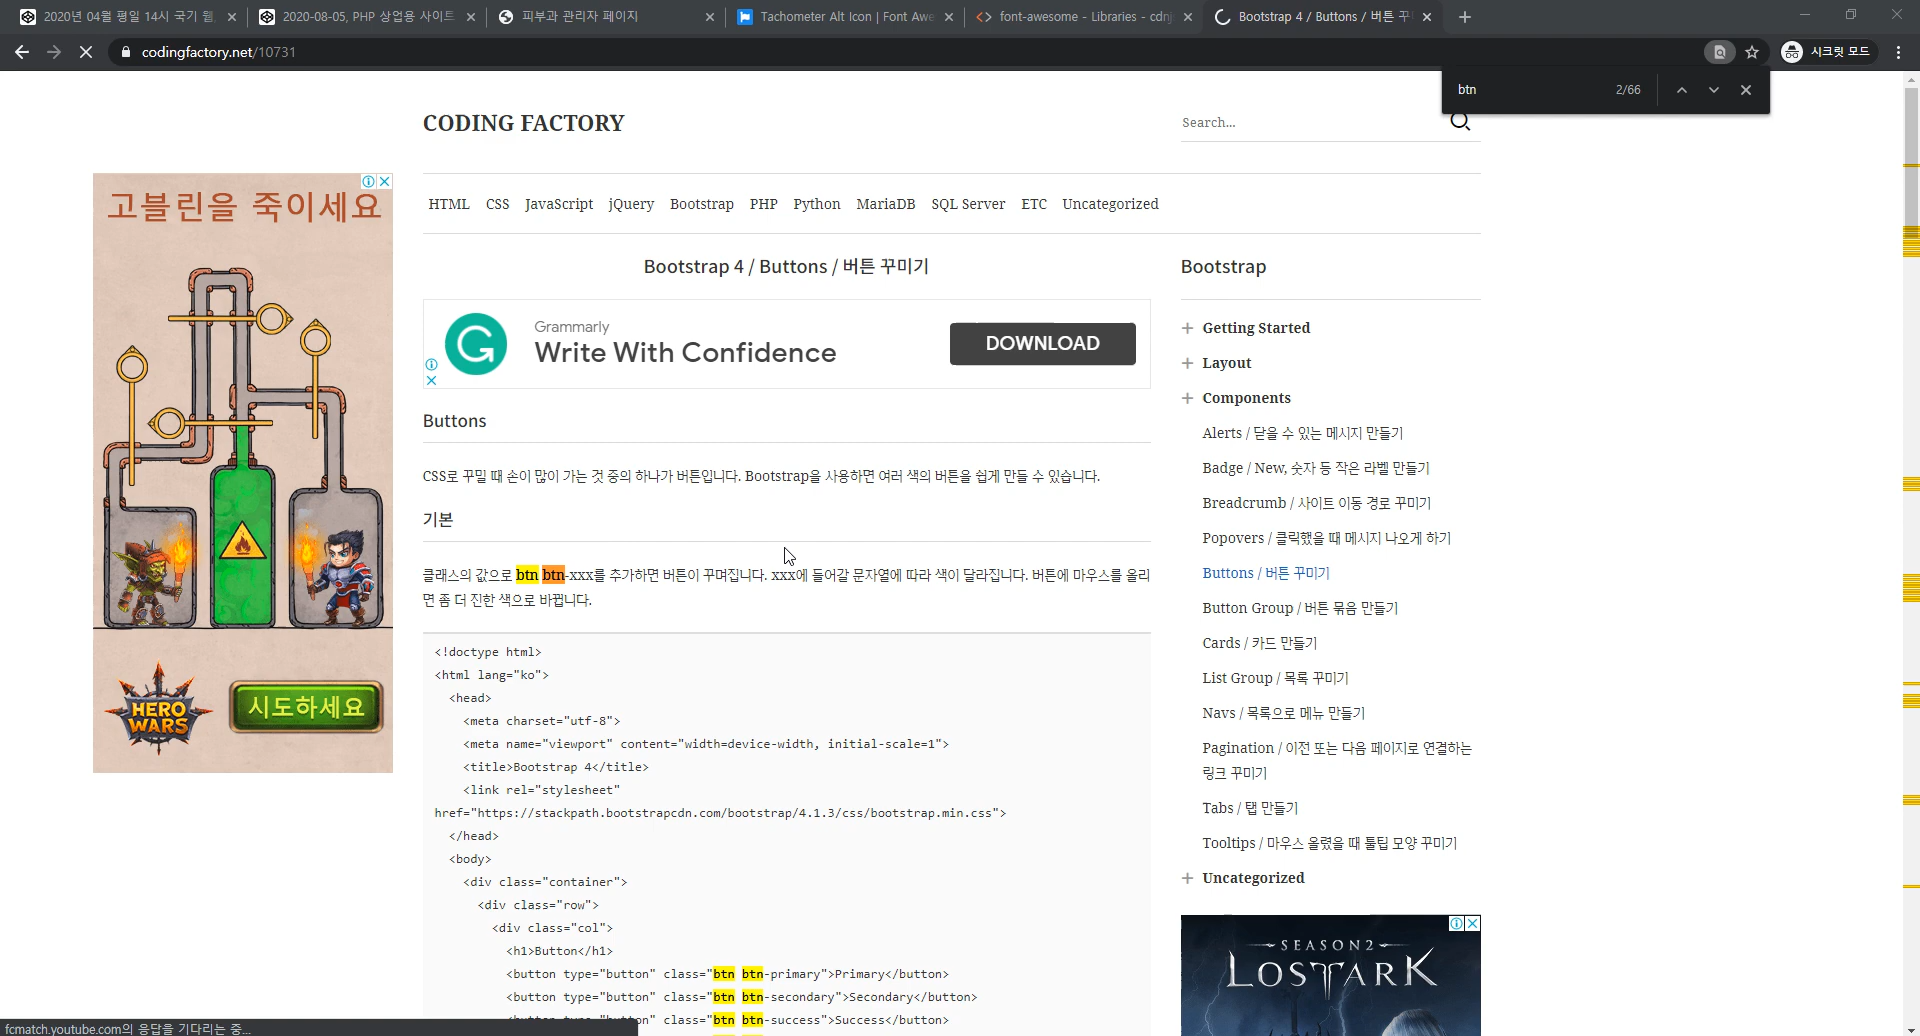 2020년 04월 평일 14시 국기 웹
2020-08-05, PHP 상업용 사이트
피부과 관리자 페이지
Tachometer Alt Icon | Font Awe
font-awesome - Libraries - cdnj
Bootstrap 4 / Buttons / 버튼 꾸
codingfactory.net/10731
시크릿 모드
btn 2/66
CODING FACTORY
Search...
HTML CSS JavaScript jQuery Bootstrap PHP Python MariaDB SQL Server ETC Uncategorized
고블린을 죽이세요
HERO WARS
시도하세요
Bootstrap 4 / Buttons / 버튼 꾸미기
Grammarly
Write With Confidence
DOWNLOAD
Buttons
CSS로 꾸밀 때 손이 많이 가는 것 중의 하나가 버튼입니다. Bootstrap을 사용하면 여러 색의 버튼을 쉽게 만들 수 있습니다.
기본
클래스의 값으로 btn btn-xxx를 추가하면 버튼이 꾸며집니다. xxx에 들어갈 문자열에 따라 색이 달라집니다. 버튼에 마우스를 올리
면 좀 더 진한 색으로 바뀝니다.
<!doctype html>
<html lang="ko">
<head>
<meta charset="utf-8">
<meta name="viewport" content="width=device-width, initial-scale=1">
<title>Bootstrap 4</title>
<link rel="stylesheet"
href="https://stackpath.bootstrapcdn.com/bootstrap/4.1.3/css/bootstrap.min.css">
</head>
<body>
<div class="container">
<div class="row">
<div class="col">
<h1>Button</h1>
<button type="button" class="btn btn-primary">Primary</button>
<button type="button" class="btn btn-secondary">Secondary</button>
<button type="button" class="btn btn-success">Success</button>
Bootstrap
Getting Started
Layout
Components
Alerts / 닫을 수 있는 메시지 만들기
Badge / New, 숫자 등 작은 라벨 만들기
Breadcrumb / 사이트 이동 경로 꾸미기
Popovers / 클릭했을 때 메시지 나오게 하기
Buttons / 버튼 꾸미기
Button Group / 버튼 묶음 만들기
Cards / 카드 만들기
List Group / 목록 꾸미기
Navs / 목록으로 메뉴 만들기
Pagination / 이전 또는 다음 페이지로 연결하는
링크 꾸미기
Tabs / 탭 만들기
Tooltips / 마우스 올렸을 때 툴팁 모양 꾸미기
Uncategorized
SEASON2
LOSTARK
fcmatch.youtube.com의 응답을 기다리는 중...